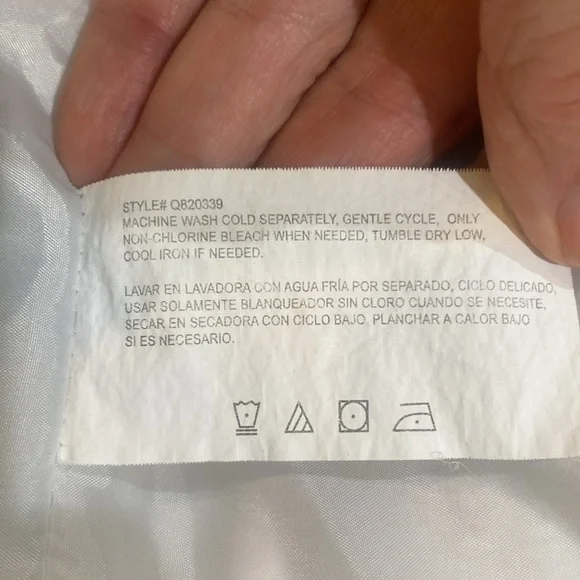 STYLE# Q820339
MACHINE WASH COLD SEPARATELY, GENTLE CYCLE, ONLY
NON-CHLORINE BLEACH WHEN NEEDED, TUMBLE DRY LOW,
COOL IRON IF NEEDED.
LAVAR EN LAVADORA CON AGUA FRÍA POR SEPARADO, CICLO DELICADO,
USAR SOLAMENTE BLANQUEADOR SIN CLORO CUANDO SE NECESITE,
SECAR EN SECADORA CON CICLO BAJO. PLANCHAR A CALOR BAJO
SI ES NECESARIO.